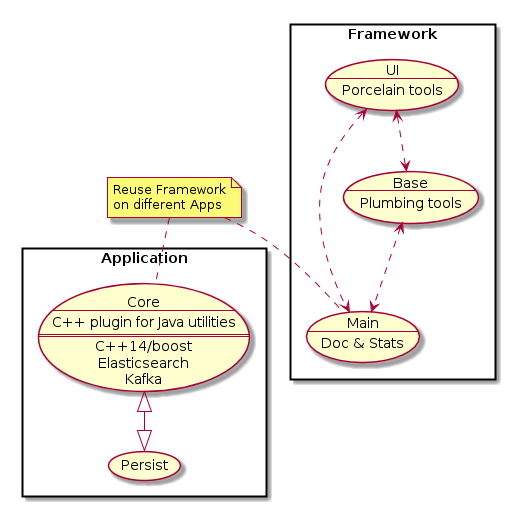 Framework
UI
Porcelain tools
Base
Plumbing tools
Reuse Framework
on different Apps
Application
Core
C++ plugin for Java utilities
C++14/boost
Elasticsearch
Kafka
Main
Doc & Stats
Persist